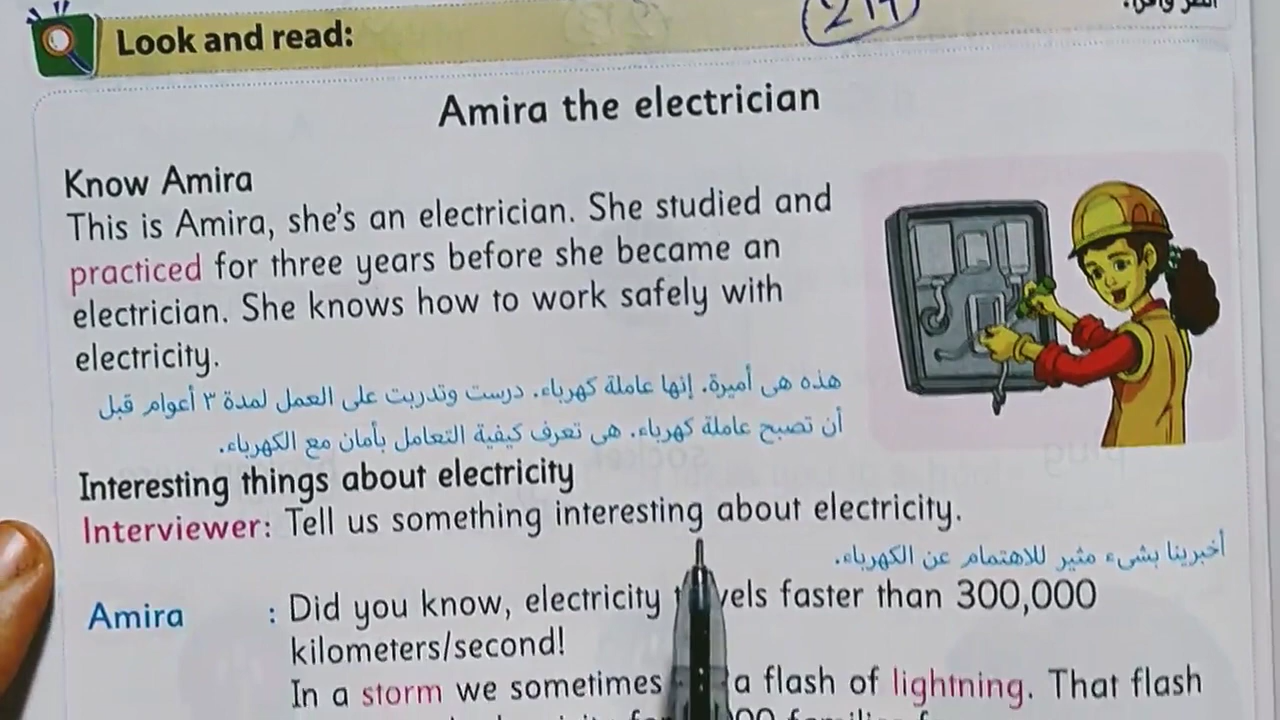 Look and read:
Amira the electrician
Know Amira
This is Amira, she's an electrician. She studied and
practiced for three years before she became an
electrician. She knows how to work safely with
electricity.
هذه هى أميرة. إنها عاملة كهرباء. درست وتدربت على العمل لمدة ٣ أعوام قبل
أن تصبح عاملة كهرباء. هى تعرف كيفية التعامل بأمان مع الكهرباء.
Interesting things about electricity
Interviewer: Tell us something interesting about electricity.
أخبرينا بشىء مثير للاهتمام عن الكهرباء.
Amira : Did you know, electricity faster than 300,000
kilometers/second!
In a storm we sometimes a flash of lightning. That flash